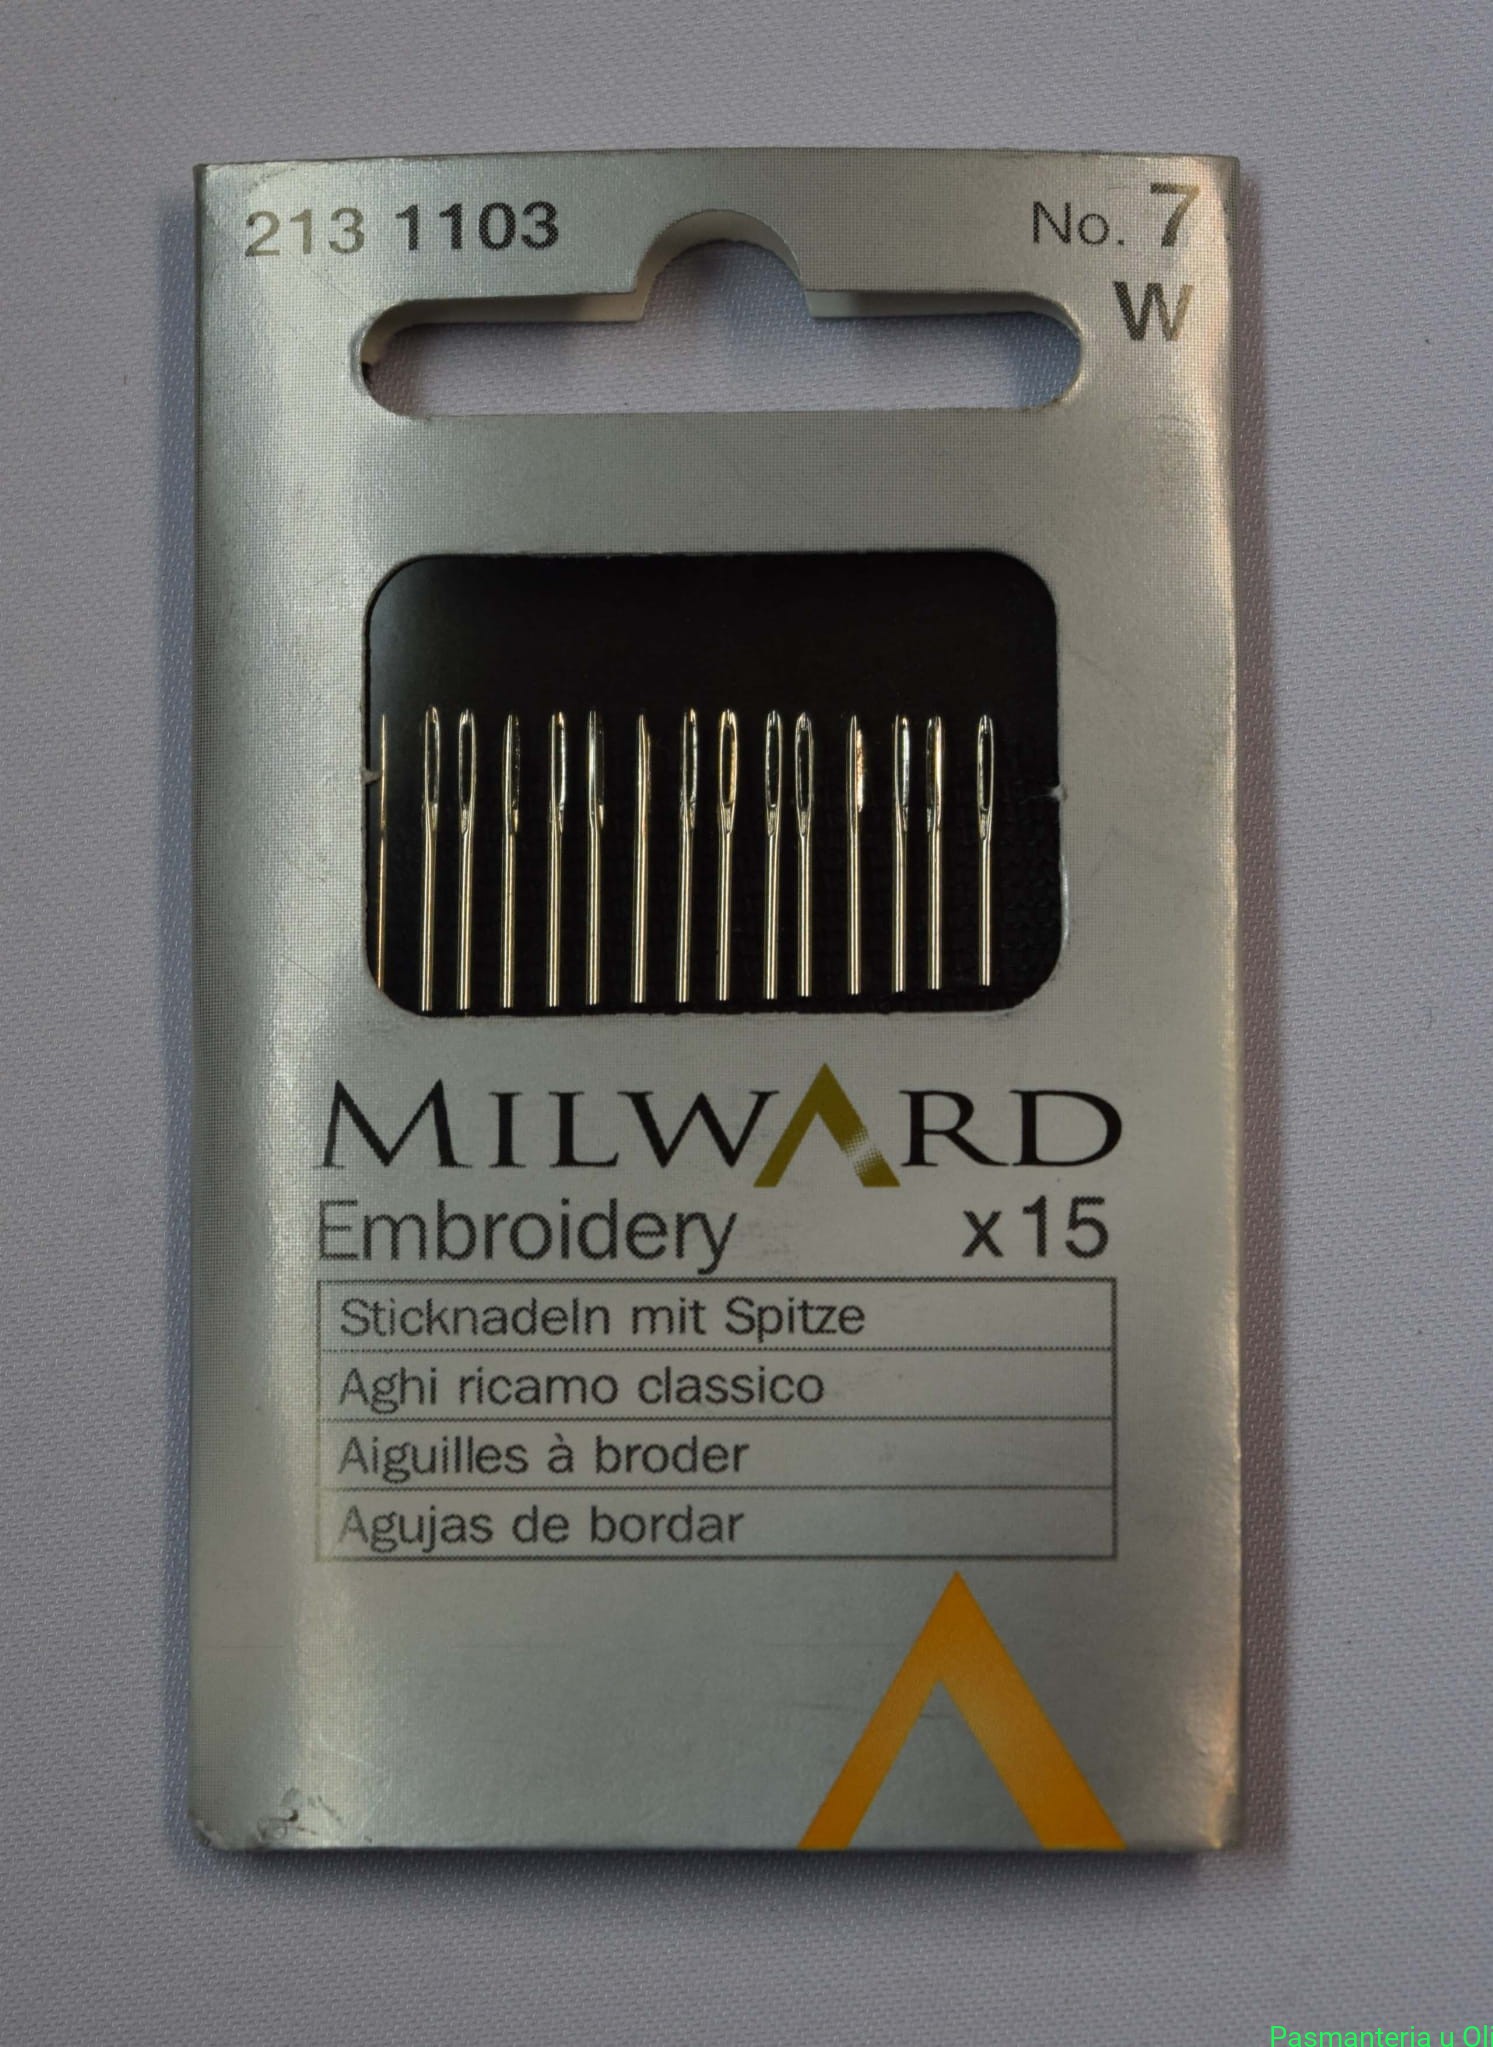 213 1103
No. 7
W
MILWARD
Embroidery x15
Sticknadeln mit Spitze
Aghi ricamo classico
Aiguilles à broder
Agujas de bordar
Pasmanteria u Oli